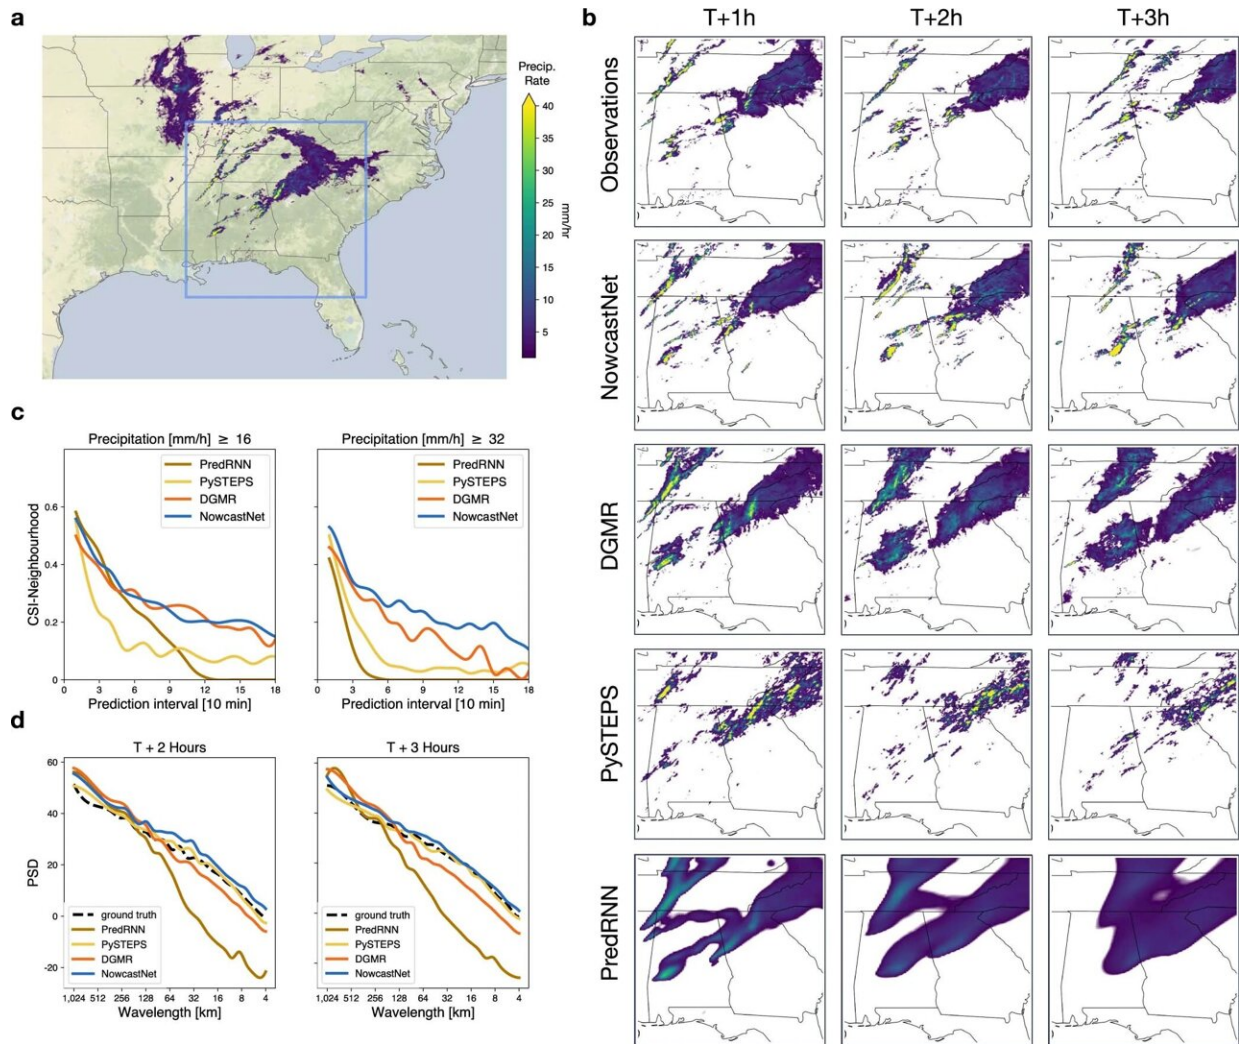 a
Precip.
Rate
40
35
30
25
20
15
10
5
mm/hr
b
T+1h
T+2h
T+3h
Observations
NowcastNet
DGMR
PySTEPS
PredRNN
c
Precipitation [mm/h] ≥ 16
PredRNN
PySTEPS
DGMR
NowcastNet
CSI-Neighbourhood
0.6
0.4
0.2
0
0 3 6 9 12 15 18
Prediction interval [10 min]
Precipitation [mm/h] ≥ 32
PredRNN
PySTEPS
DGMR
NowcastNet
0 3 6 9 12 15 18
Prediction interval [10 min]
d
T + 2 Hours
PSD
60
40
20
0
-20
ground truth
PredRNN
PySTEPS
DGMR
NowcastNet
1,024 512 256 128 64 32 16 8 4
Wavelength [km]
T + 3 Hours
ground truth
PredRNN
PySTEPS
DGMR
NowcastNet
1,024 512 256 128 64 32 16 8 4
Wavelength [km]